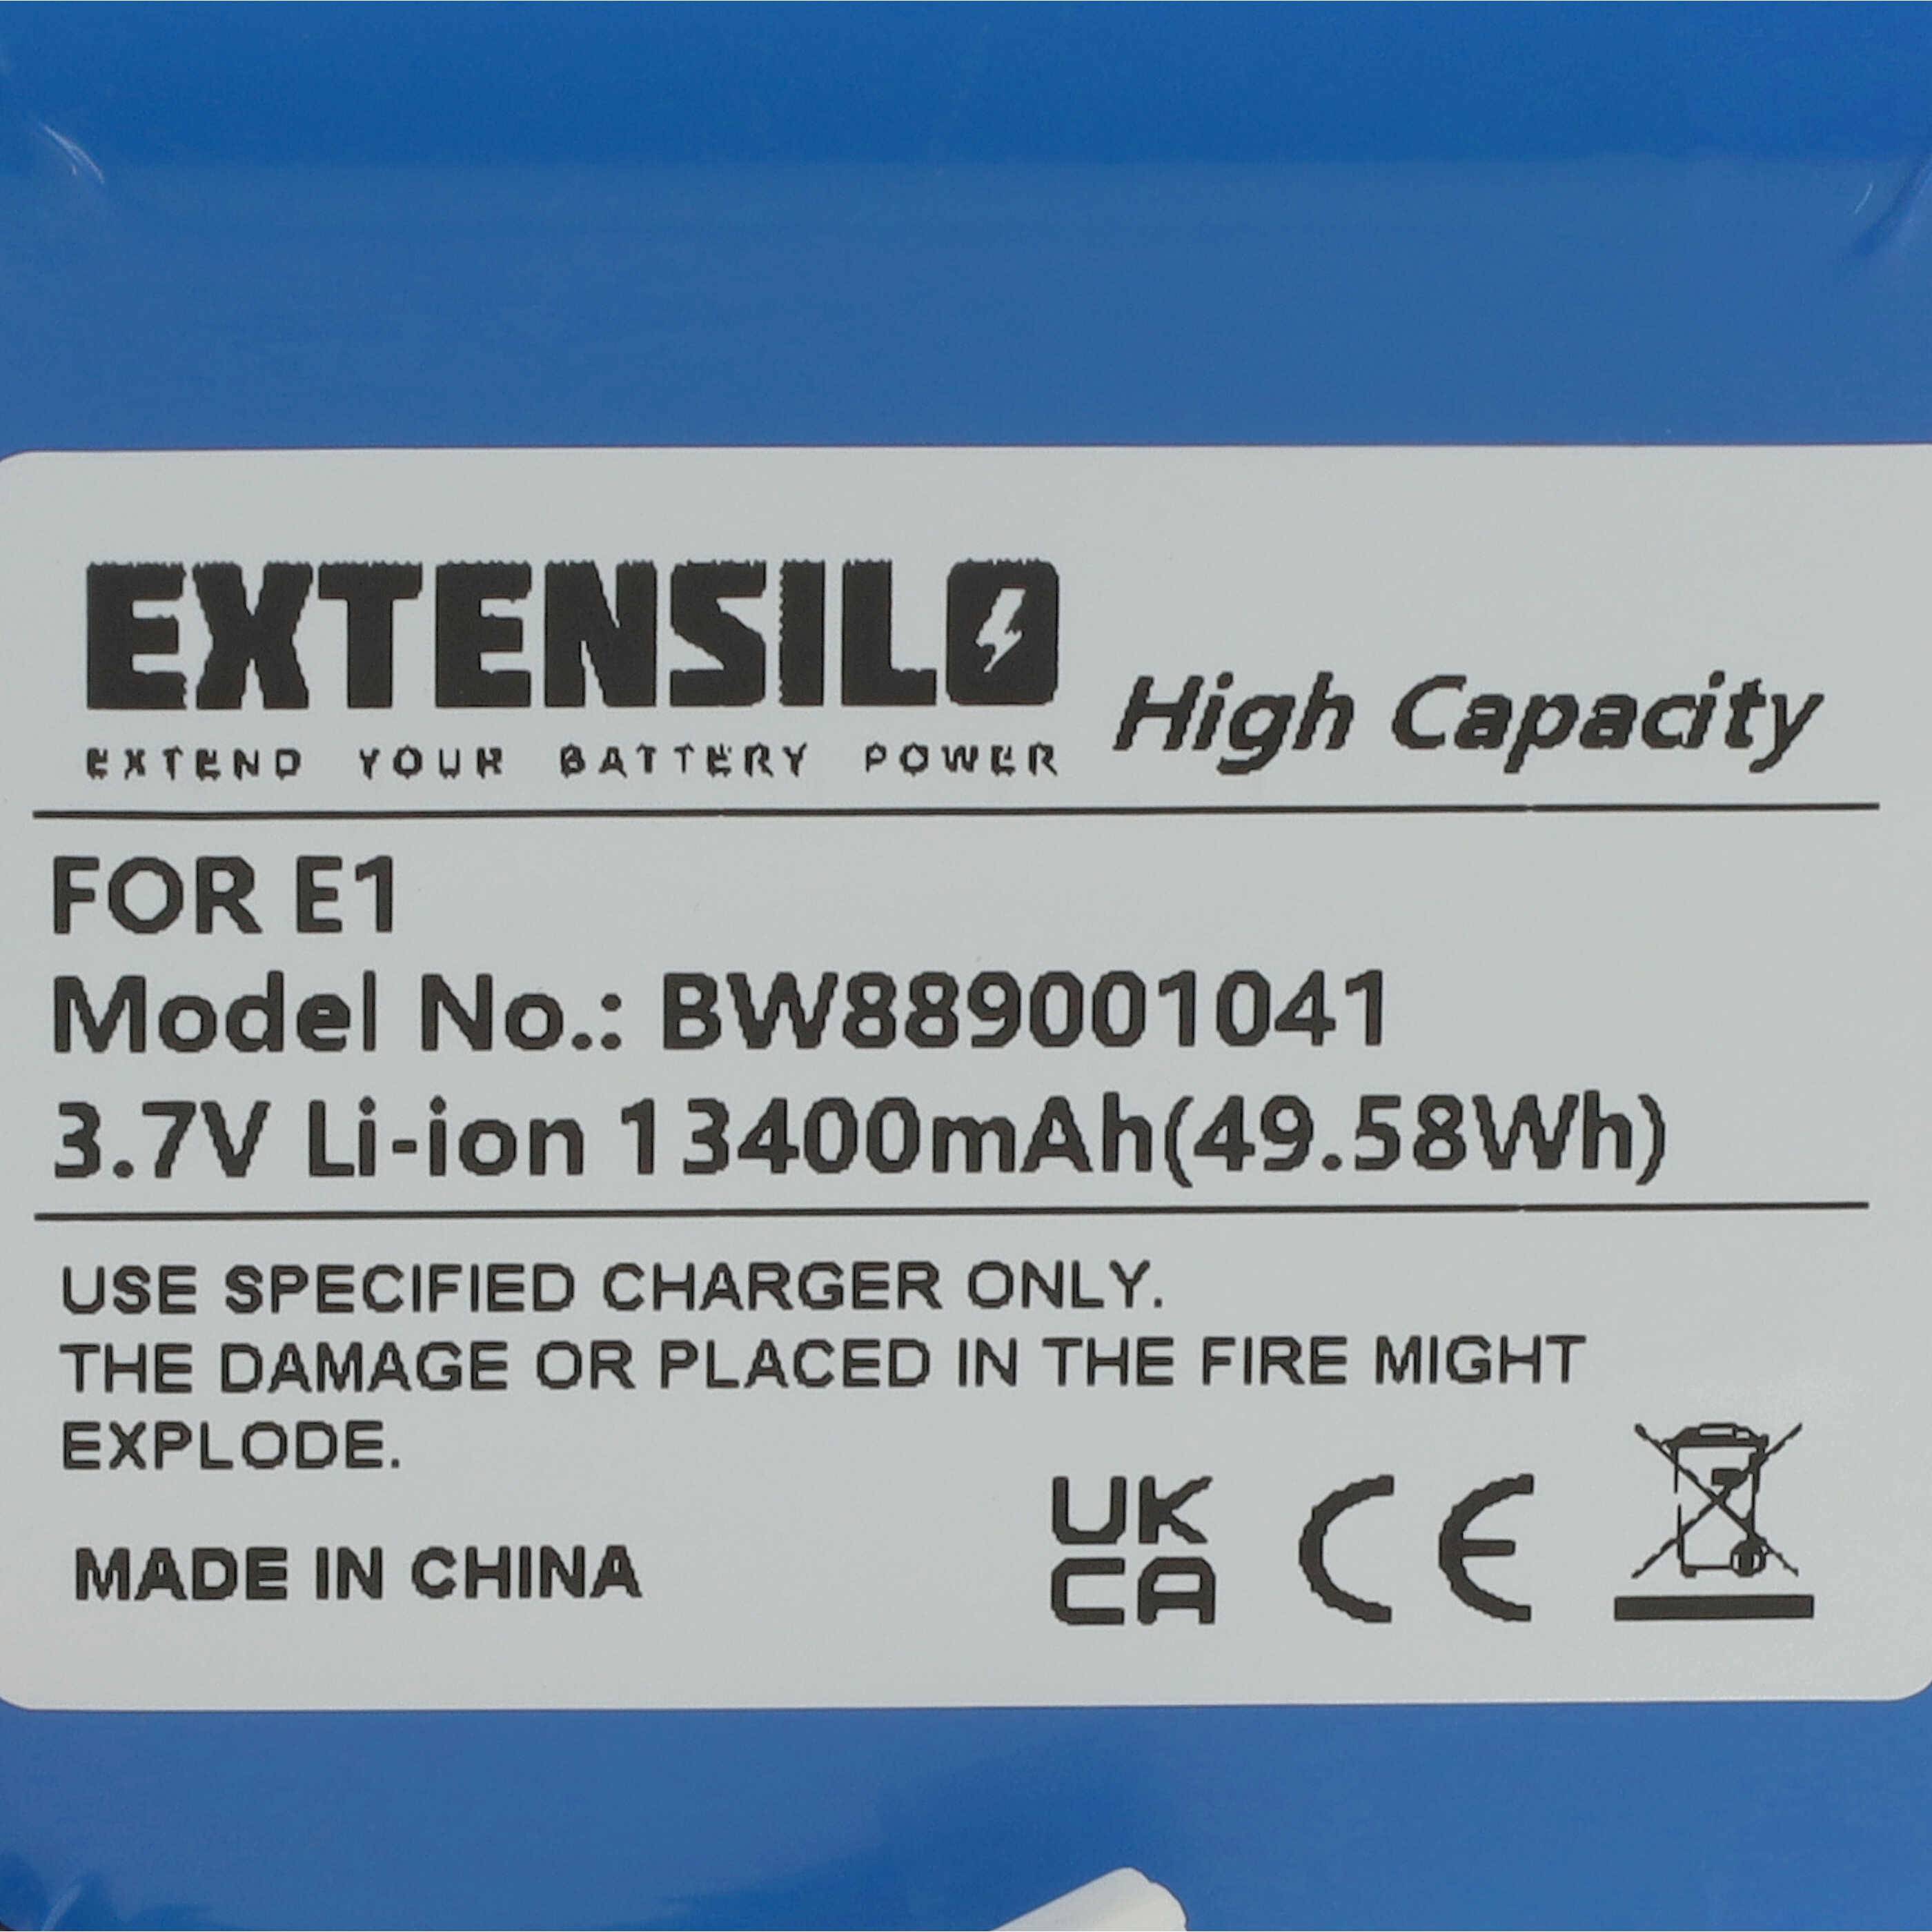 EXTENSILO
EXTEND YOUR BATTERY POWER
High Capacity
FOR E1
Model No.: BW889001041
3.7V Li-ion 13400mAh(49.58Wh)
USE SPECIFIED CHARGER ONLY.
THE DAMAGE OR PLACED IN THE FIRE MIGHT
EXPLODE.
MADE IN CHINA
UK
CA
CE